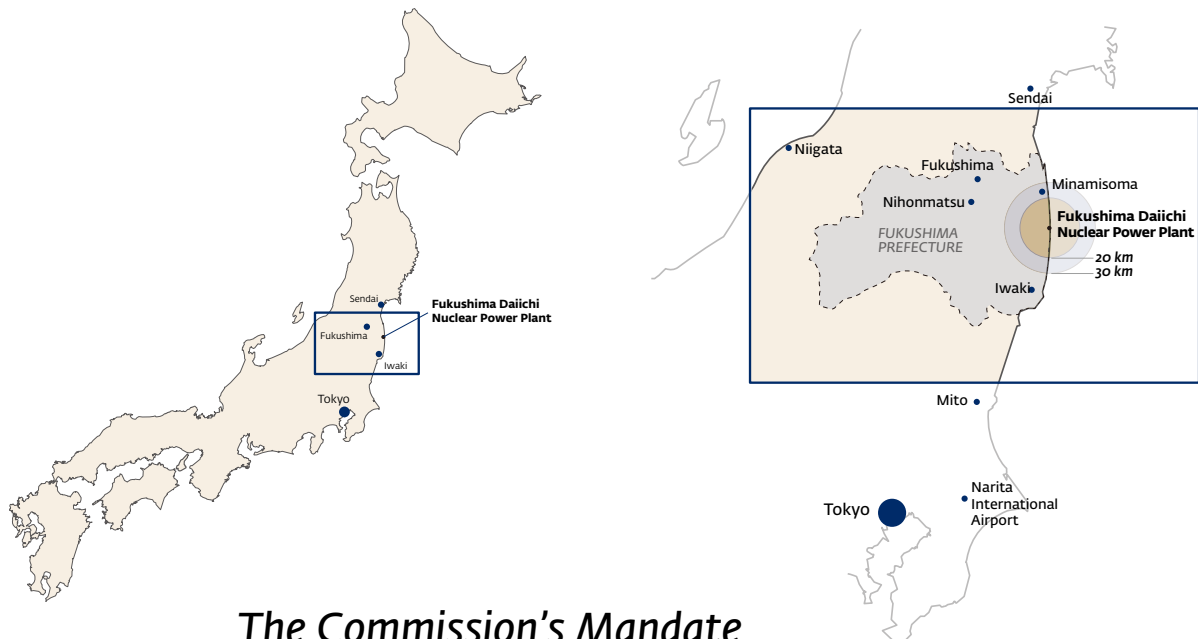 Sendai
Fukushima
Iwaki
Tokyo
Fukushima Daiichi
Nuclear Power Plant
Sendai
Niigata
Fukushima
Minamisoma
Nihonmatsu
Fukushima Daiichi
Nuclear Power Plant
FUKUSHIMA
PREFECTURE
20 km
30 km
Iwaki
Mito
Narita
International
Airport
Tokyo
The Commission's Mandate